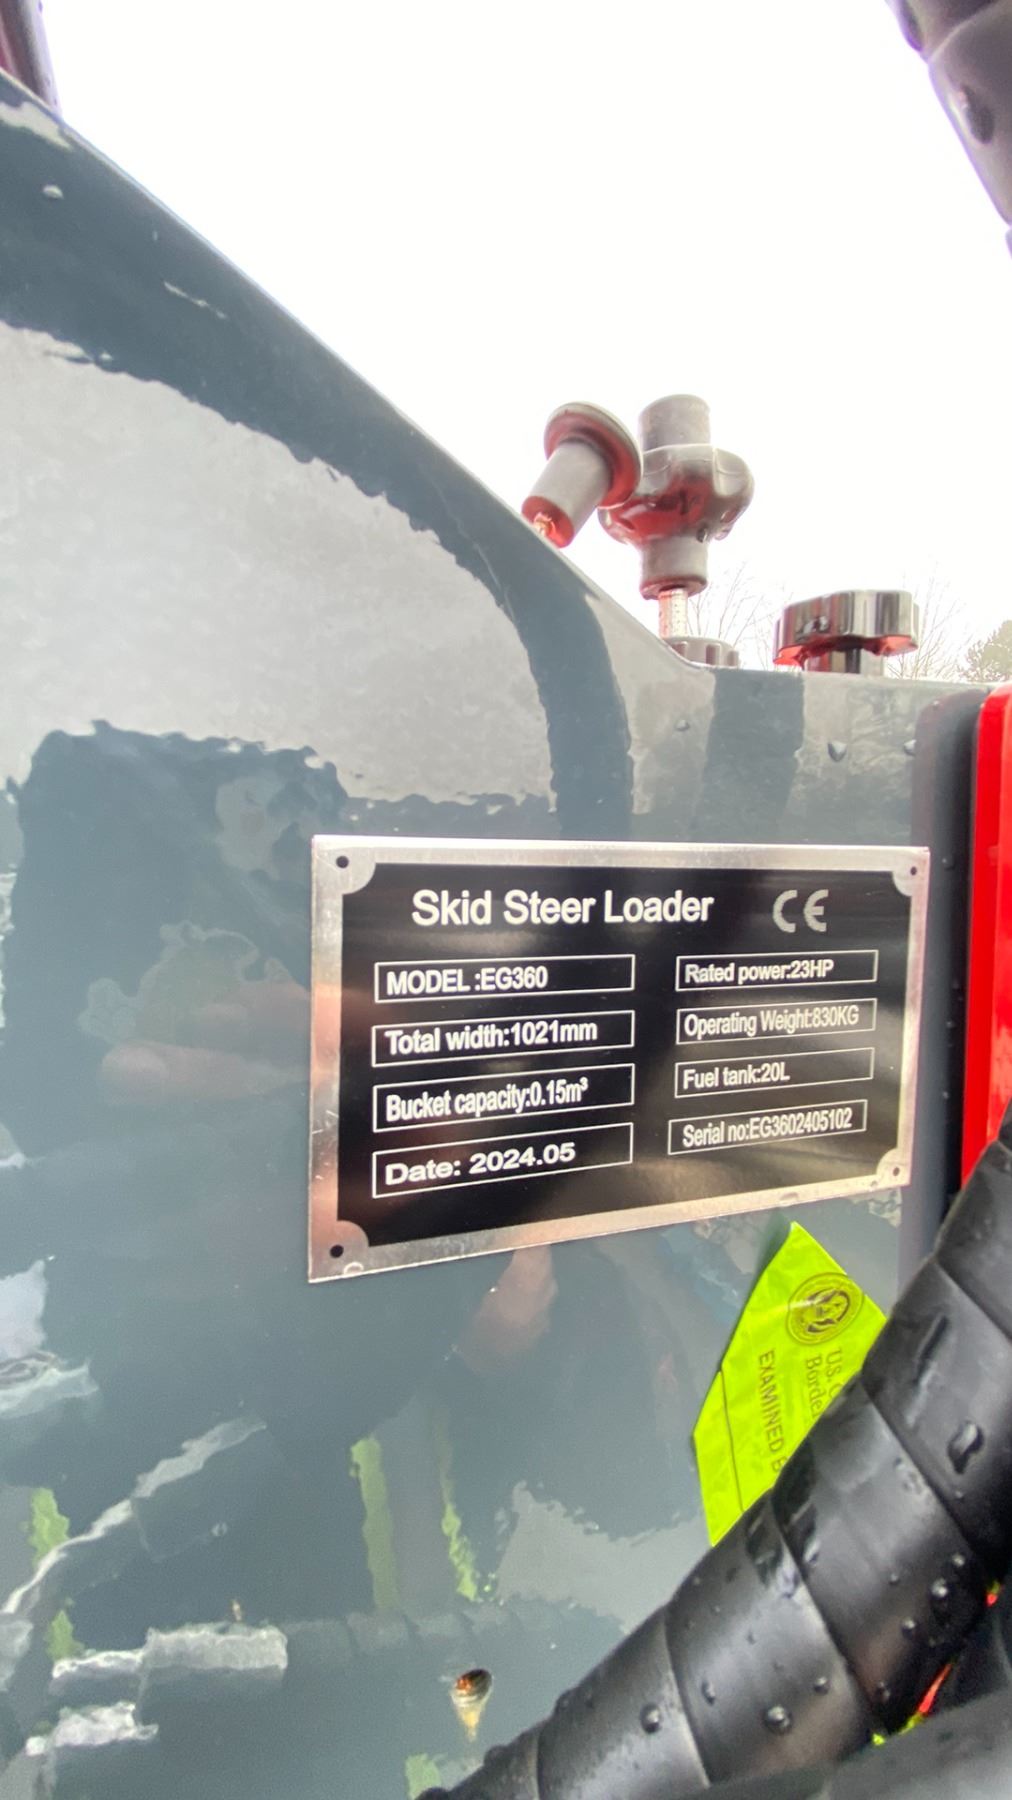 Skid Steer Loader CE
MODEL :EG360
Total width:1021mm
Bucket capacity:0.15m³
Date: 2024.05
Rated power:23HP
Operating Weight:830KG
Fuel tank:20L
Serial no:EG3602405102
U.S.
EXAMINED